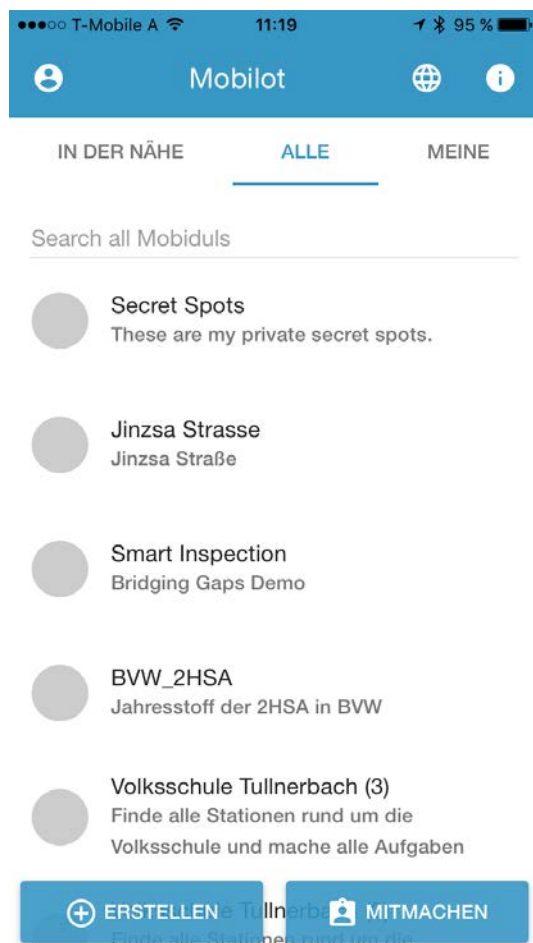 T-Mobile A 11:19 95 %
Mobilot
IN DER NÄHE ALLE MEINE
Search all Mobiduls
Secret Spots
These are my private secret spots.
Jinzsa Strasse
Jinzsa Straße
Smart Inspection
Bridging Gaps Demo
BVW_2HSA
Jahresstoff der 2HSA in BVW
Volksschule Tullnerbach (3)
Finde alle Stationen rund um die
Volksschule und mache alle Aufgaben
ERSTELLEN MITMACHEN